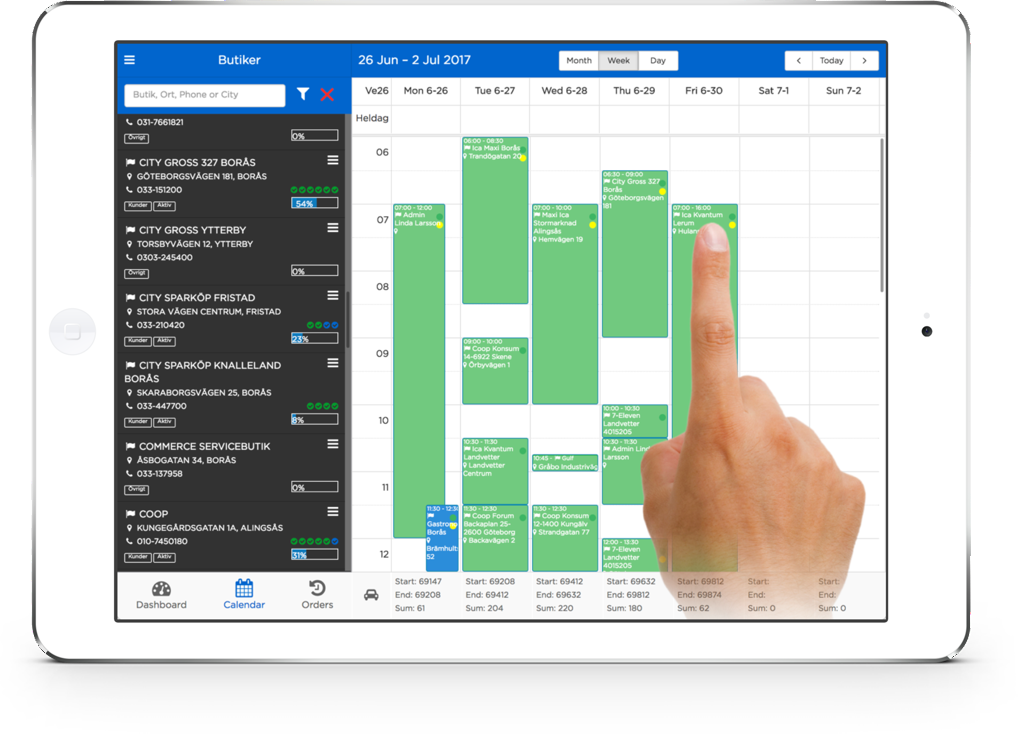 Butiker
26 Jun – 2 Jul 2017
Month Week Day
Today
Butik, Ort, Phone or City
Ve26 Mon 6-26 Tue 6-27 Wed 6-28 Thu 6-29 Fri 6-30 Sat 7-1 Sun 7-2
Heldag
031-7661821
Övrigt
0%
CITY GROSS 327 BORÅS
GÖTEBORGSVÄGEN 181, BORÅS
033-151200
Kunder Aktiv
54%
CITY GROSS YTTERBY
TORSBYVÄGEN 12, YTTERBY
0303-245400
Övrigt
0%
CITY SPARKÖP FRISTAD
STORA VÄGEN CENTRUM, FRISTAD
033-210420
Kunder Aktiv
23%
CITY SPARKÖP KNALLELAND
BORÅS
SKARABORGSVÄGEN 25, BORÅS
033-447700
Kunder Aktiv
8%
COMMERCE SERVICEBUTIK
ÅSBOGATAN 34, BORÅS
033-137958
Övrigt
0%
COOP
KUNGEGÅRDSGATAN 1A, ALINGSÅS
010-7450180
Kunder Aktiv
31%
Dashboard Calendar Orders
06
07
08
09
10
11
12
07:00 - 12:00
Admin
Linda Larsson
11:30 - 12:30
Gastro
Borås
Brämhult
52
06:00 - 08:30
Ica Maxi Borås
Trandögatan 20
09:00 - 10:00
Coop Konsum
14-6922 Skene
Örbyvägen 1
10:30 - 11:30
Ica Kvantum
Landvetter
Landvetter
Centrum
11:30 - 12:30
Coop Forum
Backaplan 25-
2600 Göteborg
Backavägen 2
07:00 - 10:00
Maxi Ica
Stormarknad
Alingsås
Hemvägen 19
10:45 - Gulf
Gråbo Industriväg
11:30 - 12:30
Coop Konsum
12-1400 Kungälv
Strandgatan 77
06:30 - 09:00
City Gross 327
Borås
Göteborgsvägen
181
10:00 - 10:30
7-Eleven
Landvetter
4015205
10:30 - 11:30
Admin Lin
Larsson
12:00 - 13:30
7-Eleven
Landvetter
4015205
07:00 - 16:00
Ica Kvantum
Lerum
Start: 69147 Start: 69208 Start: 69412 Start: 69632 Start: 69812 Start: Start:
End: 69208 End: 69412 End: 69632 End: 69812 End: 69874 End: End:
Sum: 61 Sum: 204 Sum: 220 Sum: 180 Sum: 62 Sum: 0 Sum: 0